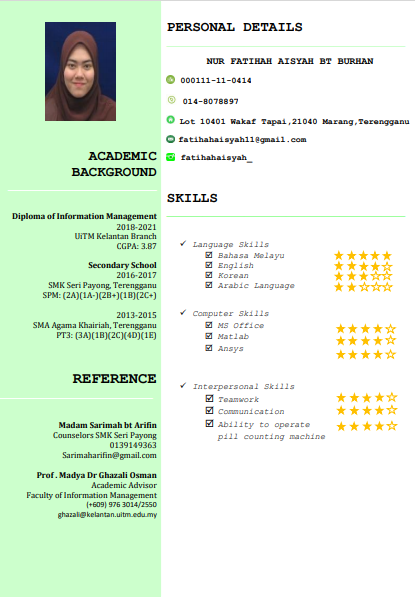 PERSONAL DETAILS
NUR FATIHAH AISYAH BT BURHAN
000111-11-0414
014-8078897
Lot 10401 Wakaf Tapai,21040 Marang,Terengganu
fatihahaisyah11@gmail.com
fatihahaisyah_
ACADEMIC
BACKGROUND
Diploma of Information Management
2018-2021
UiTM Kelantan Branch
CGPA: 3.87
Secondary School
2016-2017
SMK Seri Payong, Terengganu
SPM: (2A)(1A-)(2B+)(1B)(2C+)
2013-2015
SMA Agama Khairiah, Terengganu
PT3: (3A)(1B)(2C)(4D)(1E)
REFERENCE
Madam Sarimah bt Arifin
Counselors SMK Seri Payong
0139149363
Sarimaharifin@gmail.com
Prof . Madya Dr Ghazali Osman
Academic Advisor
Faculty of Information Management
(+609) 976 3014/2550
ghazali@kelantan.uitm.edu.my
SKILLS
Language Skills
Bahasa Melayu
English
Korean
Arabic Language
Computer Skills
MS Office
Matlab
Ansys
Interpersonal Skills
Teamwork
Communication
Ability to operate
pill counting machine